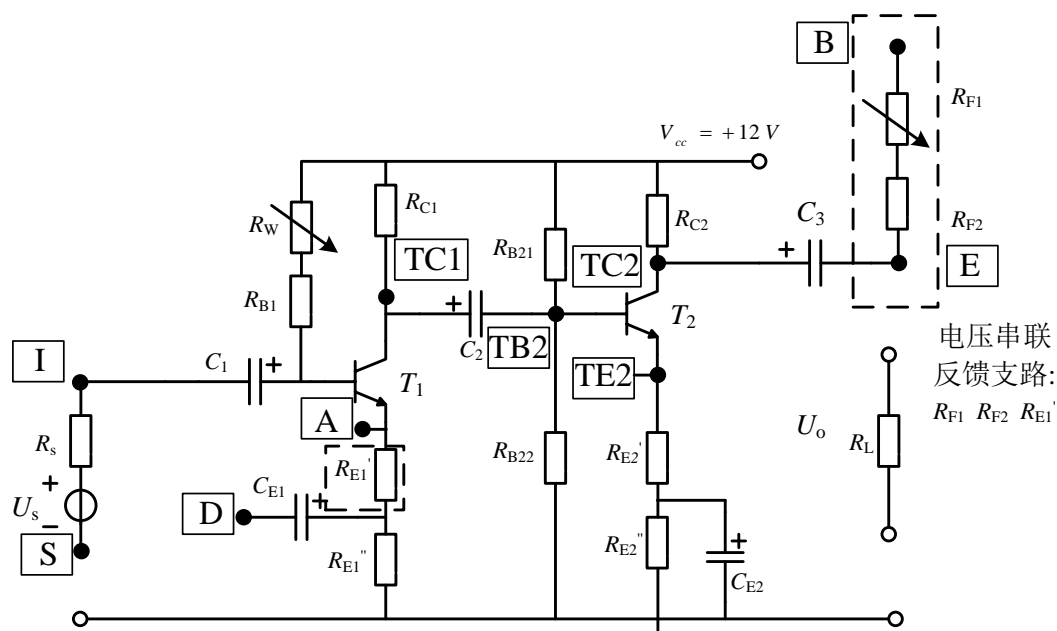 B
R_F1
V_cc = +12 V
R_W
R_C1
R_B21
R_C2
C_3
R_F2
TC1
TC2
E
R_B1
+
+
T_2
C_2
TB2
I
C_1
+
T_1
TE2
电压串联
反馈支路:
R_F1 R_F2 R_E1'
A
R_s
R_E1'
R_B22
R_E2'
U_o
R_L
C_E1
+
U_s
+
−
D
S
R_E1"
R_E2"
+
C_E2